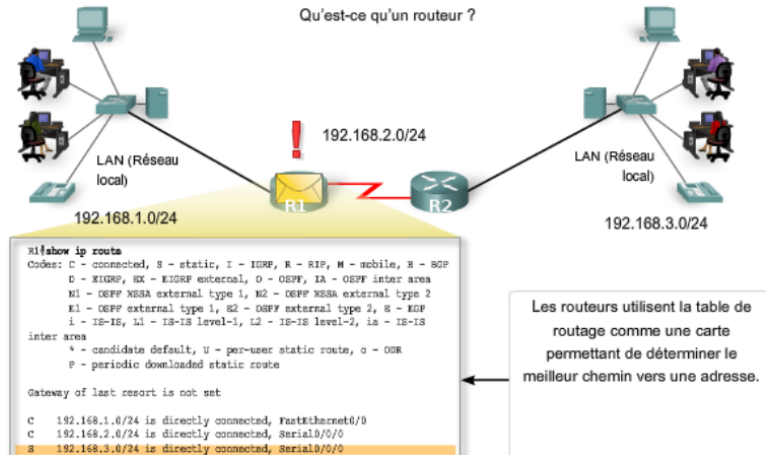 Qu'est-ce qu'un routeur ?
192.168.2.0/24
LAN (Réseau
local)
LAN (Réseau
local)
R1
R2
192.168.1.0/24
192.168.3.0/24
R1#show ip route
Codes: C - connected, S - static, I - IGRP, R - RIP, M - mobile, B - BGP
D - EIGRP, EX - EIGRP external, O - OSPF, IA - OSPF inter area
N1 - OSPF NSSA external type 1, N2 - OSPF NSSA external type 2
E1 - OSPF external type 1, E2 - OSPF external type 2, E - EGP
i - IS-IS, L1 - IS-IS level-1, L2 - IS-IS level-2, ia - IS-IS
inter area
* - candidate default, U - per-user static route, o - ODR
P - periodic downloaded static route
Gateway of last resort is not set
C 192.168.1.0/24 is directly connected, FastEthernet0/0
C 192.168.2.0/24 is directly connected, Serial0/0/0
S 192.168.3.0/24 is directly connected, Serial0/0/0
Les routeurs utilisent la table de
routage comme une carte
permettant de déterminer le
meilleur chemin vers une adresse.